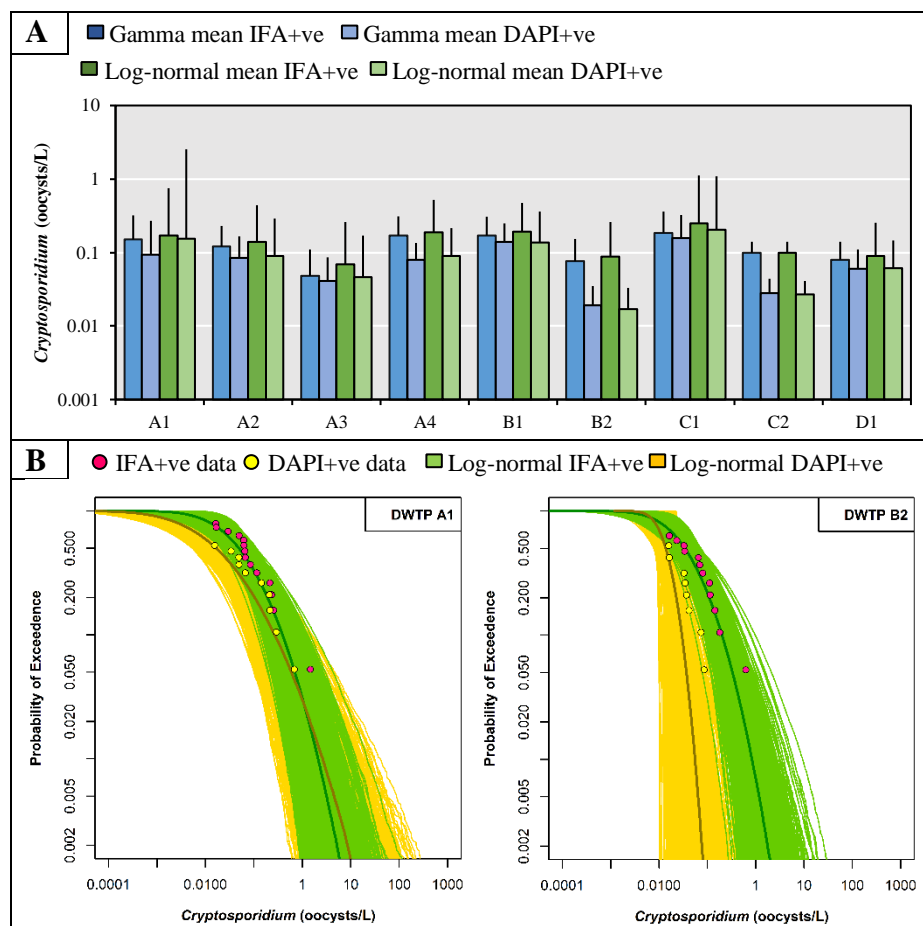 A
Gamma mean IFA+ve Gamma mean DAPI+ve
Log-normal mean IFA+ve Log-normal mean DAPI+ve
Cryptosporidium (oocysts/L)
10
1
0.1
0.01
0.001
A1 A2 A3 A4 B1 B2 C1 C2 D1
B
IFA+ve data DAPI+ve data Log-normal IFA+ve Log-normal DAPI+ve
DWTP A1
Probability of Exceedence
0.500
0.200
0.050
0.020
0.005
0.002
0.0001 0.0100 1 10 100 1000
Cryptosporidium (oocysts/L)
DWTP B2
Probability of Exceedence
0.500
0.200
0.050
0.020
0.005
0.002
0.0001 0.0100 1 10 100 1000
Cryptosporidium (oocysts/L)